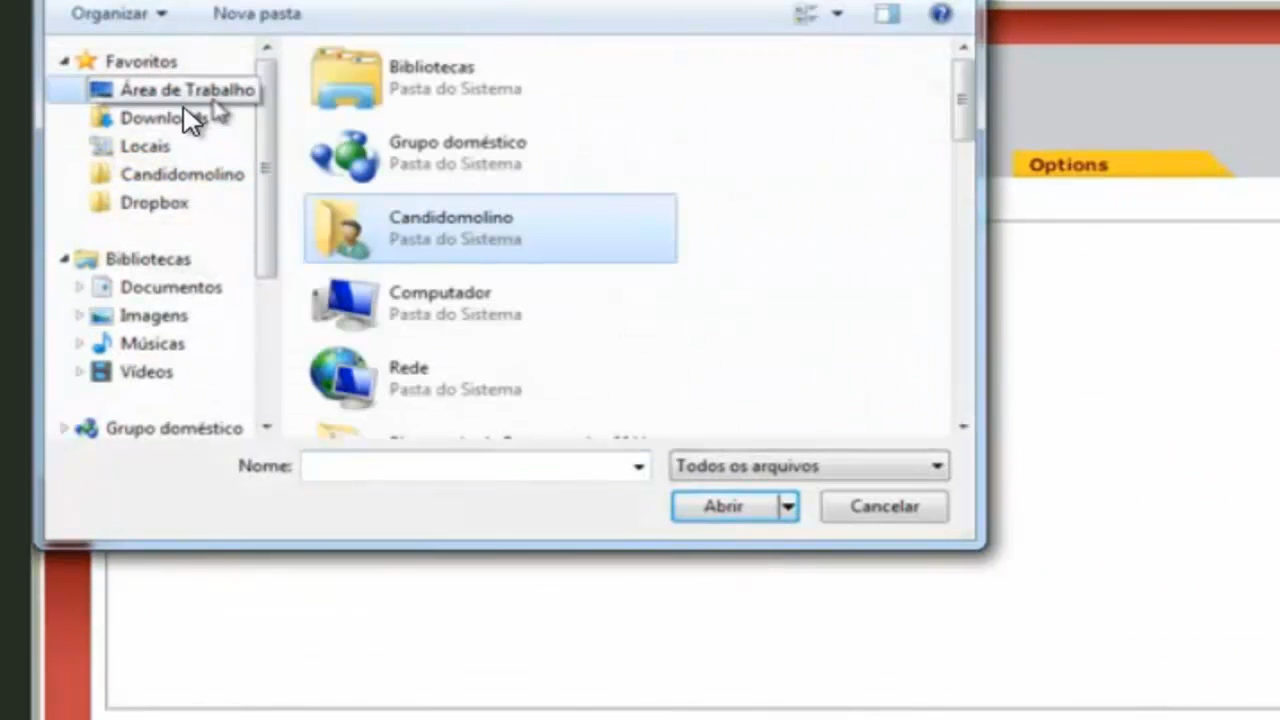 Organizar
Nova pasta
Favoritos
Área de Trabalho
Downloads
Locais
Candidomolino
Dropbox
Bibliotecas
Documentos
Imagens
Músicas
Vídeos
Grupo doméstico
Bibliotecas
Pasta do Sistema
Grupo doméstico
Pasta do Sistema
Candidomolino
Pasta do Sistema
Computador
Pasta do Sistema
Rede
Pasta do Sistema
Nome:
Todos os arquivos
Abrir
Cancelar
Options